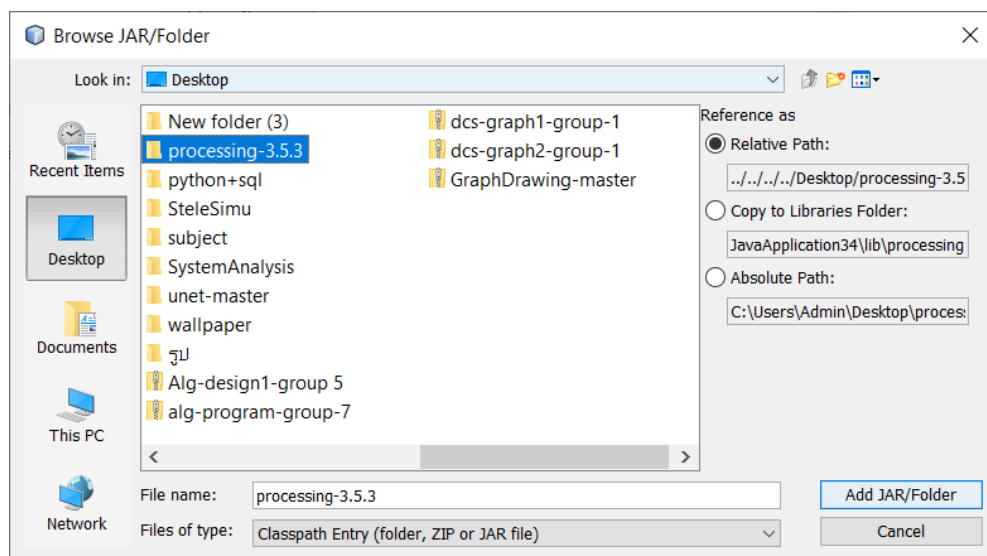 Browse JAR/Folder
Look in:
Desktop
Recent Items
Desktop
Documents
This PC
Network
New folder (3)
processing-3.5.3
python+sql
SteleSimu
subject
SystemAnalysis
unet-master
wallpaper
รูป
Alg-design1-group 5
alg-program-group-7
dcs-graph1-group-1
dcs-graph2-group-1
GraphDrawing-master
Reference as
Relative Path:
../../../../Desktop/processing-3.5
Copy to Libraries Folder:
JavaApplication34\lib\processing
Absolute Path:
C:\Users\Admin\Desktop\proces
File name:
processing-3.5.3
Add JAR/Folder
Files of type:
Classpath Entry (folder, ZIP or JAR file)
Cancel